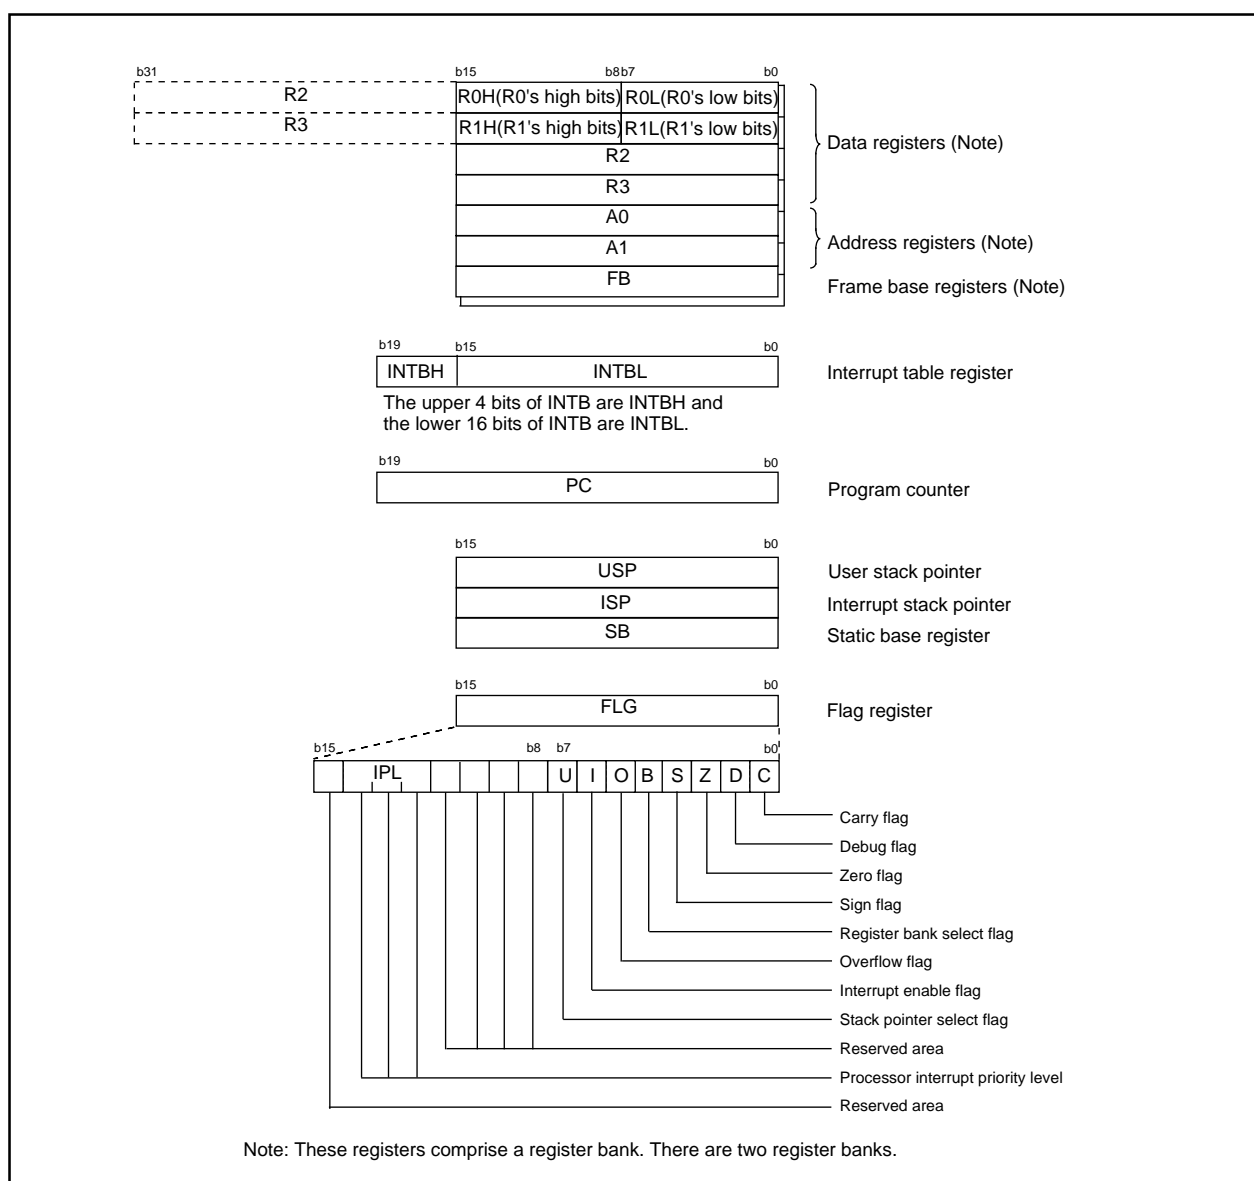 b31 b15 b8b7 b0
R2 R0H(R0's high bits) R0L(R0's low bits)
R3 R1H(R1's high bits) R1L(R1's low bits)
Data registers (Note)
R2
R3
A0
A1
Address registers (Note)
FB
Frame base registers (Note)
b19 b15 b0
INTBH INTBL Interrupt table register
The upper 4 bits of INTB are INTBH and
the lower 16 bits of INTB are INTBL.
b19 b0
PC Program counter
b15 b0
USP User stack pointer
ISP Interrupt stack pointer
SB Static base register
b15 b0
FLG Flag register
b15 b8 b7 b0
IPL U I O B S Z D C
Carry flag
Debug flag
Zero flag
Sign flag
Register bank select flag
Overflow flag
Interrupt enable flag
Stack pointer select flag
Reserved area
Processor interrupt priority level
Reserved area
Note: These registers comprise a register bank. There are two register banks.